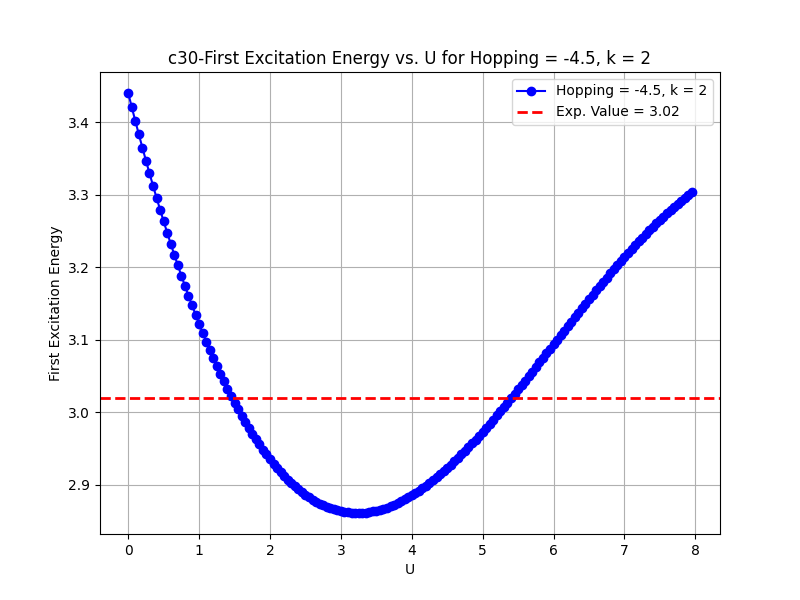 c30-First Excitation Energy vs. U for Hopping = -4.5, k = 2
Hopping = -4.5, k = 2
Exp. Value = 3.02
First Excitation Energy
3.4
3.3
3.2
3.1
3.0
2.9
0 1 2 3 4 5 6 7 8
U